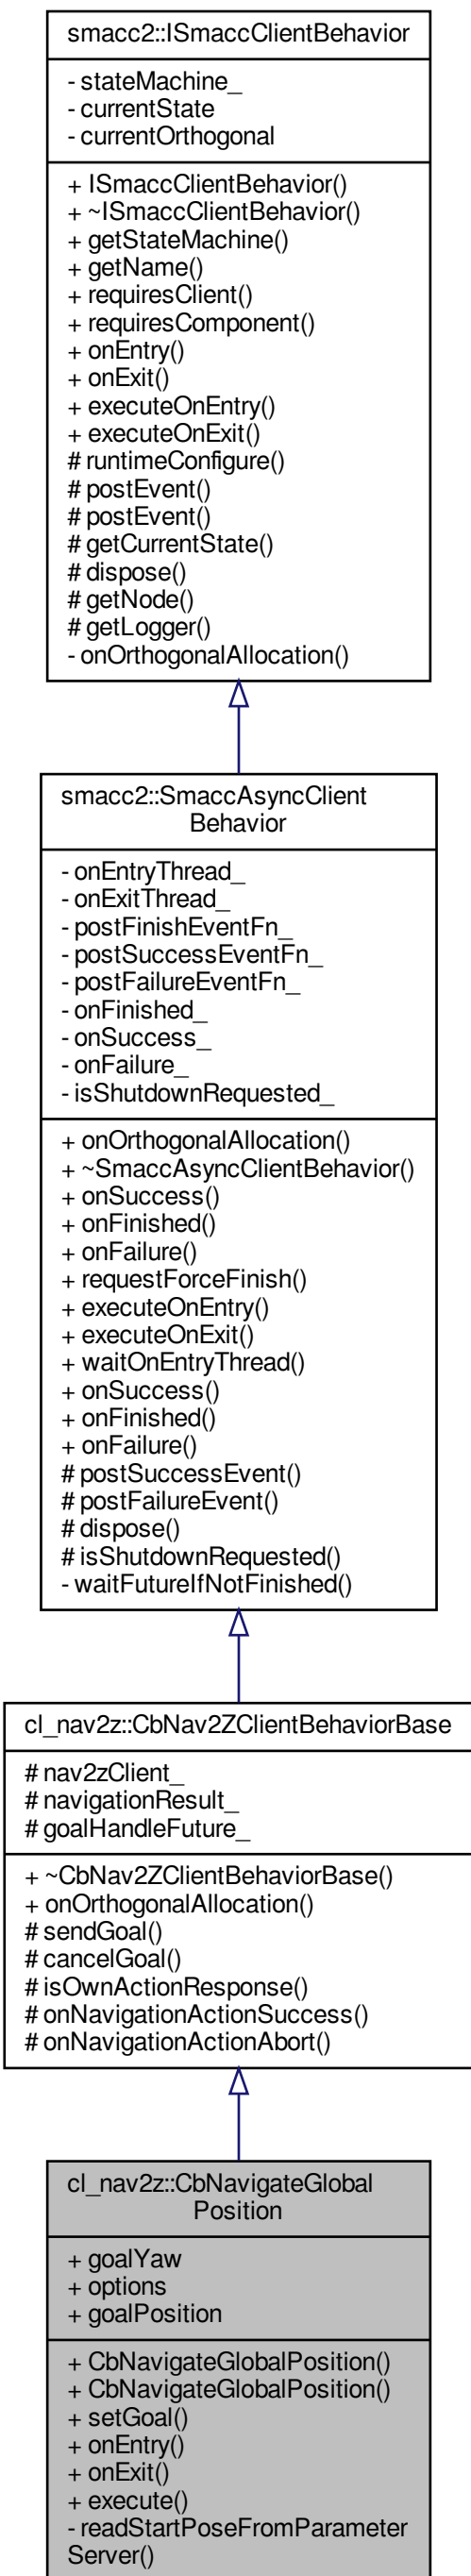 smacc2::ISmaccClientBehavior
- stateMachine_
- currentState
- currentOrthogonal
+ ISmaccClientBehavior()
+ ~ISmaccClientBehavior()
+ getStateMachine()
+ getName()
+ requiresClient()
+ requiresComponent()
+ onEntry()
+ onExit()
+ executeOnEntry()
+ executeOnExit()
# runtimeConfigure()
# postEvent()
# postEvent()
# getCurrentState()
# dispose()
# getNode()
# getLogger()
- onOrthogonalAllocation()
smacc2::SmaccAsyncClient
Behavior
- onEntryThread_
- onExitThread_
- postFinishEventFn_
- postSuccessEventFn_
- postFailureEventFn_
- onFinished_
- onSuccess_
- onFailure_
- isShutdownRequested_
+ onOrthogonalAllocation()
+ ~SmaccAsyncClientBehavior()
+ onSuccess()
+ onFinished()
+ onFailure()
+ requestForceFinish()
+ executeOnEntry()
+ executeOnExit()
+ waitOnEntryThread()
+ onSuccess()
+ onFinished()
+ onFailure()
# postSuccessEvent()
# postFailureEvent()
# dispose()
# isShutdownRequested()
- waitFutureIfNotFinished()
cl_nav2z::CbNav2ZClientBehaviorBase
# nav2zClient_
# navigationResult_
# goalHandleFuture_
+ ~CbNav2ZClientBehaviorBase()
+ onOrthogonalAllocation()
# sendGoal()
# cancelGoal()
# isOwnActionResponse()
# onNavigationActionSuccess()
# onNavigationActionAbort()
cl_nav2z::CbNavigateGlobal
Position
+ goalYaw
+ options
+ goalPosition
+ CbNavigateGlobalPosition()
+ CbNavigateGlobalPosition()
+ setGoal()
+ onEntry()
+ onExit()
+ execute()
- readStartPoseFromParameter
Server()